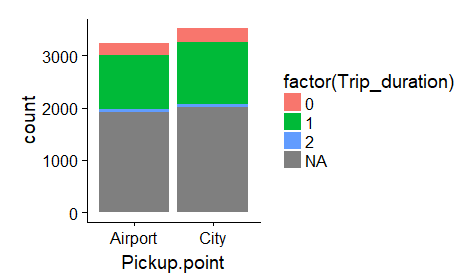 count
3000
2000
1000
0
Airport City
Pickup.point
factor(Trip_duration)
0
1
2
NA